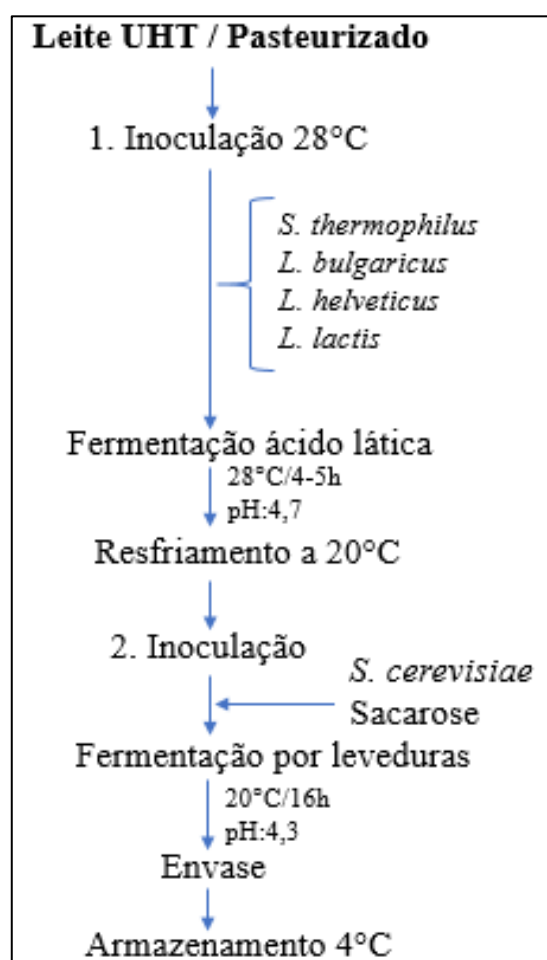 Leite UHT / Pasteurizado
1. Inoculação 28°C
S. thermophilus
L. bulgaricus
L. helveticus
L. lactis
Fermentação ácido lática
28°C/4-5h
pH:4,7
Resfriamento a 20°C
2. Inoculação
S. cerevisiae
Sacarose
Fermentação por leveduras
20°C/16h
pH:4,3
Envase
Armazenamento 4°C